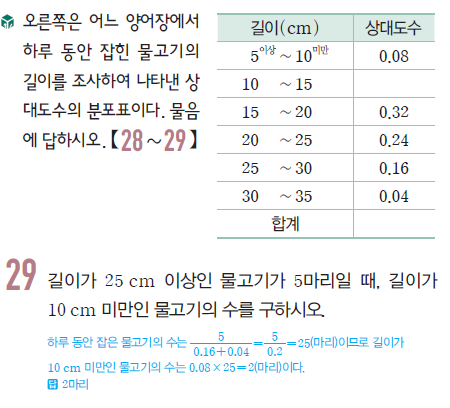 오른쪽은 어느 양어장에서
하루 동안 잡힌 물고기의
길이를 조사하여 나타낸 상
대도수의 분포표이다. 물음
에 답하시오.【28~29】
길이(cm) 상대도수
5이상 ~ 10미만 0.08
10 ~ 15
15 ~ 20 0.32
20 ~ 25 0.24
25 ~ 30 0.16
30 ~ 35 0.04
합계
29 길이가 25 cm 이상인 물고기가 5마리일 때, 길이가
10 cm 미만인 물고기의 수를 구하시오.
하루 동안 잡은 물고기의 수는 5/(0.16+0.04)=5/0.2=25(마리)이므로 길이가
10 cm 미만인 물고기의 수는 0.08×25=2(마리)이다.
답 2마리